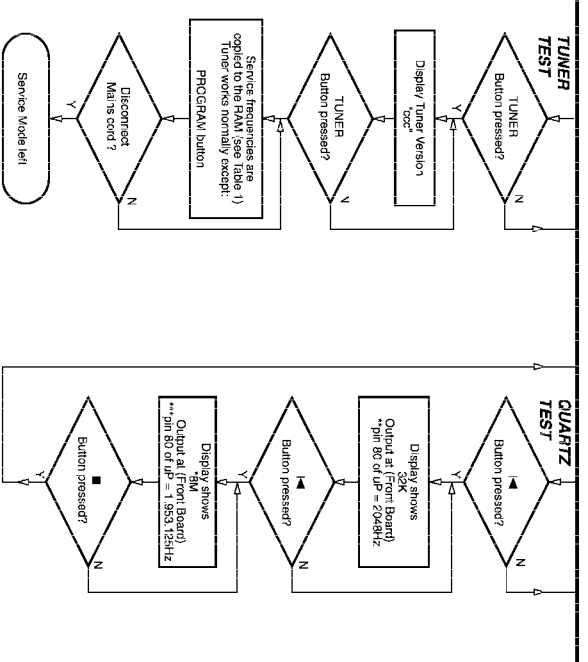 TUNER
TEST
TUNER
Button pressed?
Y
N
Display Tuner Version
"ccc"
TUNER
Button pressed?
Y
N
Service frequencies are
copied to the RAM (see Table 1)
Tuner works normally except:
PROGRAM button
Disconnect
Mains cord ?
Y
N
Service Mode left
QUARTZ
TEST
Button pressed?
Y
N
Display shows
32K
Output at (Front Board)
**pin 80 of uP = 2048Hz
Button pressed?
Y
N
Display shows
*8M
Output at (Front Board)
***pin 80 of uP = 1.953.125Hz
Button pressed?
Y
N